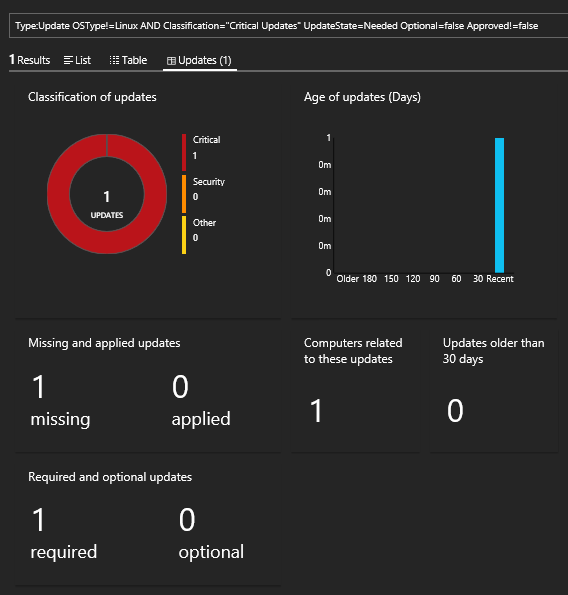 Type:Update OSType!=Linux AND Classification="Critical Updates" UpdateState=Needed Optional=false Approved!=false
1 Results List Table Updates (1)
Classification of updates
1
UPDATES
Critical
1
Security
0
Other
0
Age of updates (Days)
1
0m
0m
0m
0m
0
Older 180 150 120 90 60 30 Recent
Missing and applied updates
1 0
missing applied
Computers related
to these updates
1
Updates older than
30 days
0
Required and optional updates
1 0
required optional